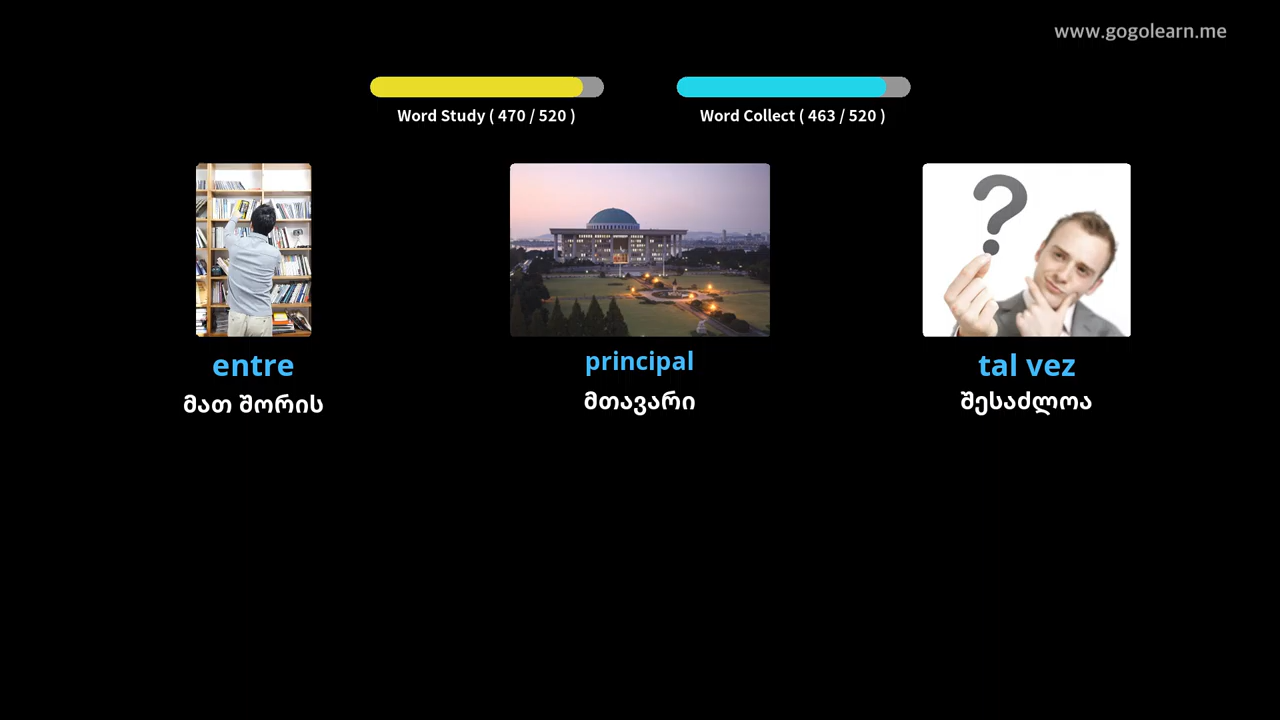 www.gogolearn.me
Word Study ( 470 / 520 )
Word Collect ( 463 / 520 )
entre
principal
tal vez
მათ შორის
მთავარი
შესაძლოა